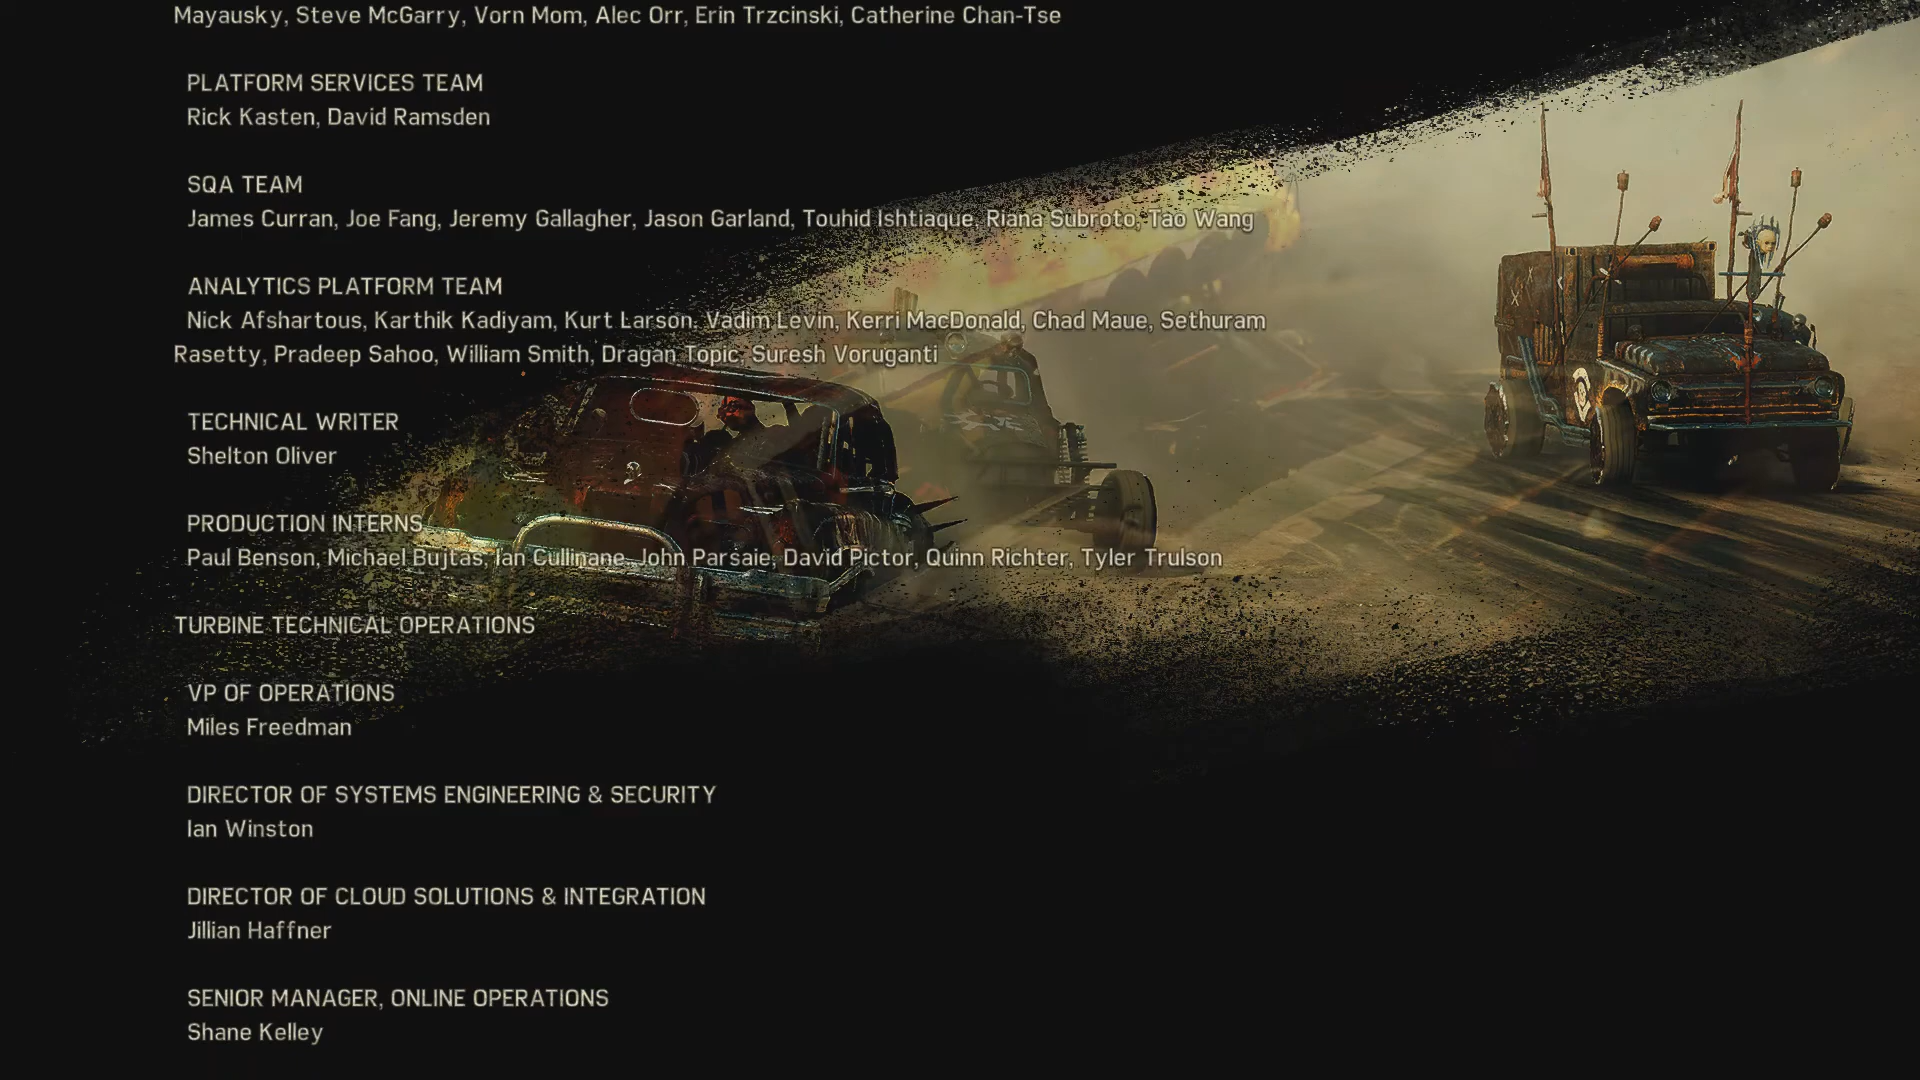 Mayausky, Steve McGarry, Vorn Mom, Alec Orr, Erin Trzcinski, Catherine Chan-Tse
PLATFORM SERVICES TEAM
Rick Kasten, David Ramsden
SQA TEAM
James Curran, Joe Fang, Jeremy Gallagher, Jason Garland, Touhid Ishtiaque, Riana Subroto, Tao Wang
ANALYTICS PLATFORM TEAM
Nick Afshartous, Karthik Kadiyam, Kurt Larson, Vadim Levin, Kerri MacDonald, Chad Maue, Sethuram
Rasetty, Pradeep Sahoo, William Smith, Dragan Topic, Suresh Voruganti
TECHNICAL WRITER
Shelton Oliver
PRODUCTION INTERNS
Paul Benson, Michael Bujtas, Ian Cullinane, John Parsaie, David Pictor, Quinn Richter, Tyler Trulson
TURBINE TECHNICAL OPERATIONS
VP OF OPERATIONS
Miles Freedman
DIRECTOR OF SYSTEMS ENGINEERING & SECURITY
Ian Winston
DIRECTOR OF CLOUD SOLUTIONS & INTEGRATION
Jillian Haffner
SENIOR MANAGER, ONLINE OPERATIONS
Shane Kelley